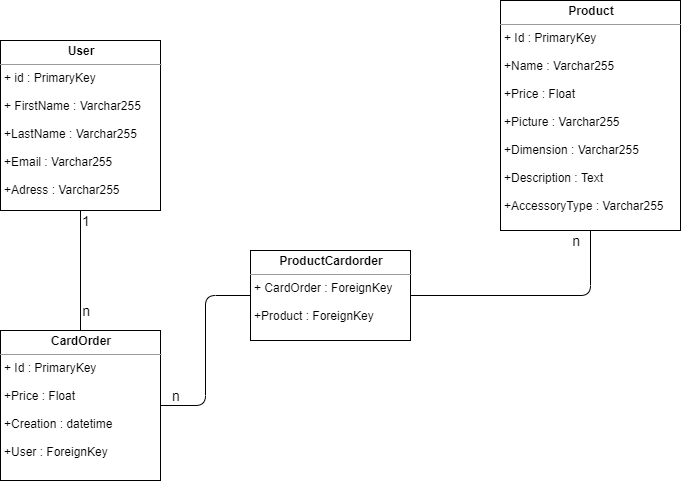 User
+ id : PrimaryKey
+ FirstName : Varchar255
+LastName : Varchar255
+Email : Varchar255
+Adress : Varchar255
1
n
CardOrder
+ Id : PrimaryKey
+Price : Float
+Creation : datetime
+User : ForeignKey
n
ProductCardorder
+ CardOrder : ForeignKey
+Product : ForeignKey
n
Product
+ Id : PrimaryKey
+Name : Varchar255
+Price : Float
+Picture : Varchar255
+Dimension : Varchar255
+Description : Text
+AccessoryType : Varchar255